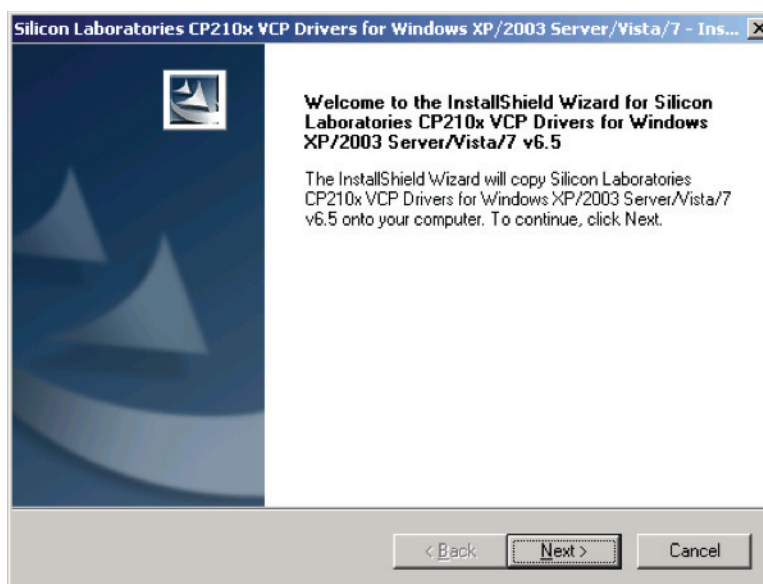 Silicon Laboratories CP210x VCP Drivers for Windows XP/2003 Server/Vista/7 - Ins...
Welcome to the InstallShield Wizard for Silicon
Laboratories CP210x VCP Drivers for Windows
XP/2003 Server/Vista/7 v6.5
The InstallShield Wizard will copy Silicon Laboratories
CP210x VCP Drivers for Windows XP/2003 Server/Vista/7
v6.5 onto your computer. To continue, click Next.
< Back
Next >
Cancel